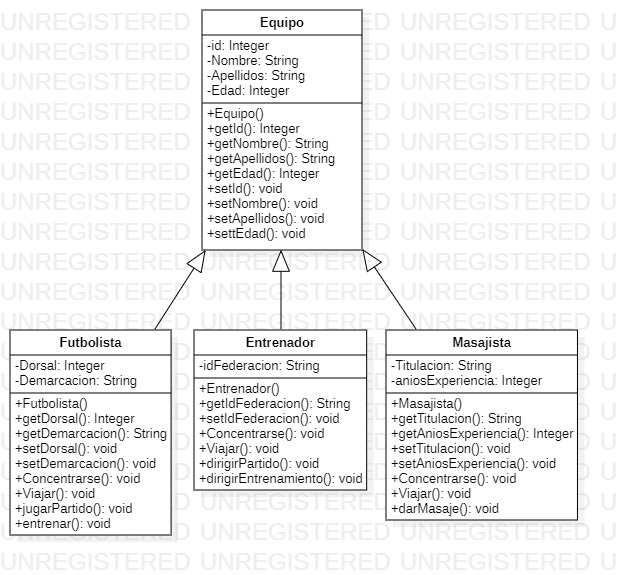 Equipo
-id: Integer
-Nombre: String
-Apellidos: String
-Edad: Integer
+Equipo()
+getId(): Integer
+getNombre(): String
+getApellidos(): String
+getEdad(): Integer
+setId(): void
+setNombre(): void
+setApellidos(): void
+settEdad(): void
Futbolista
-Dorsal: Integer
-Demarcacion: String
+Futbolista()
+getDorsal(): Integer
+getDemarcacion(): String
+setDorsal(): void
+setDemarcacion(): void
+Concentrarse(): void
+Viajar(): void
+jugarPartido(): void
+entrenar(): void
Entrenador
-idFederacion: String
+Entrenador()
+getIdFederacion(): String
+setIdFederacion(): void
+Concentrarse(): void
+Viajar(): void
+dirigirPartido(): void
+dirigirEntrenamiento(): void
Masajista
-Titulacion: String
-aniosExperiencia: Integer
+Masajista()
+getTitulacion(): String
+getAniosExperiencia(): Integer
+setTitulacion(): void
+setAniosExperiencia(): void
+Concentrarse(): void
+Viajar(): void
+darMasaje(): void
UNREGISTERED UNREGISTERED UNREGISTERED U